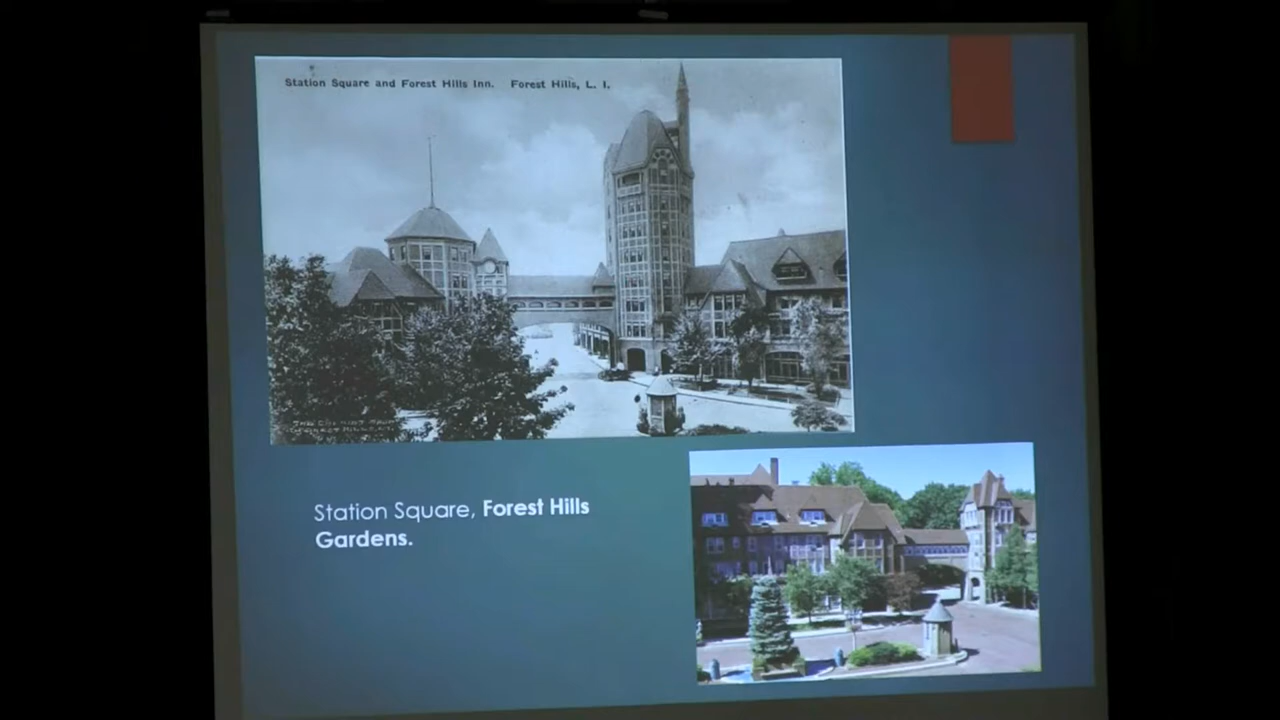 Station Square and Forest Hills Inn. Forest Hills, L. I.
Station Square, Forest Hills
Gardens.